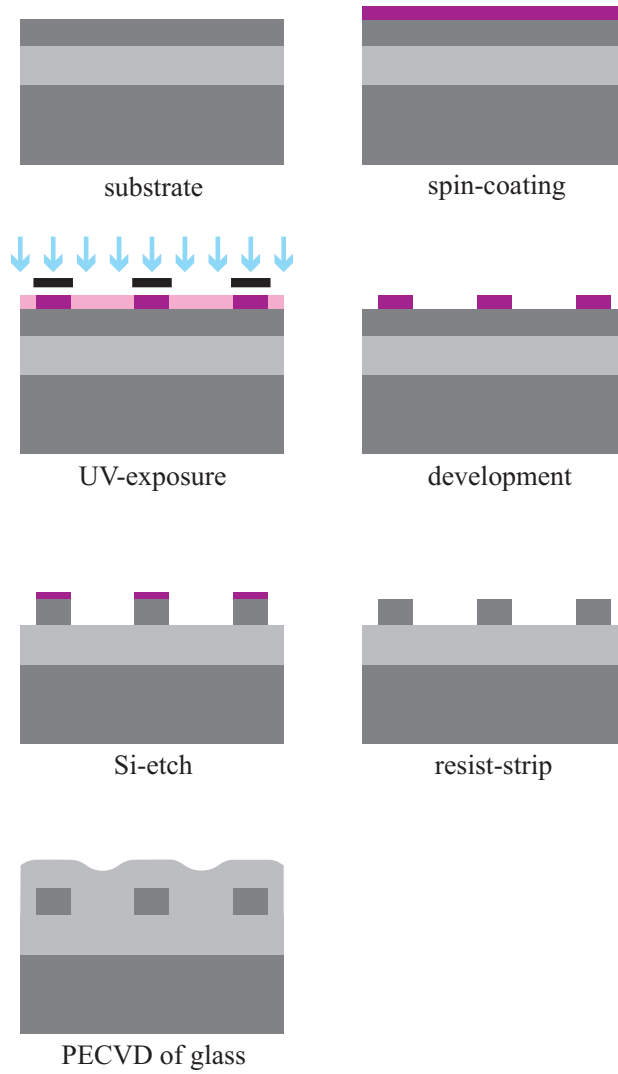 substrate
spin-coating
UV-exposure
development
Si-etch
resist-strip
PECVD of glass